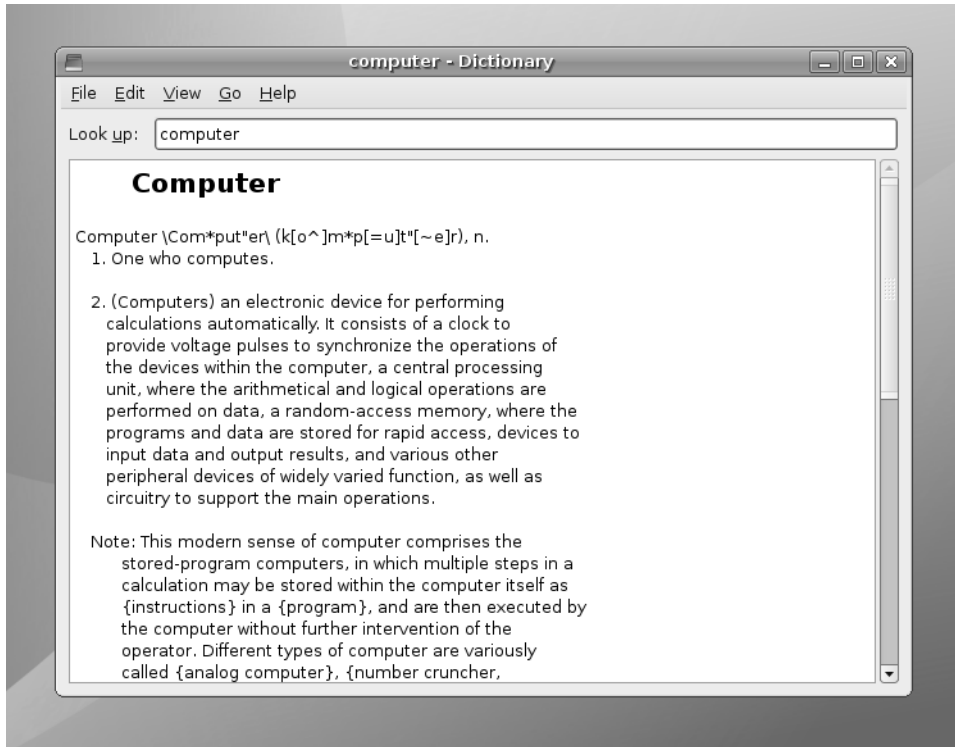 computer - Dictionary
File Edit View Go Help
Look up: computer
Computer
Computer \Com*put"er\ (k[o^]m*p[=u]t"[~e]r), n.
1. One who computes.
2. (Computers) an electronic device for performing
calculations automatically. It consists of a clock to
provide voltage pulses to synchronize the operations of
the devices within the computer, a central processing
unit, where the arithmetical and logical operations are
performed on data, a random-access memory, where the
programs and data are stored for rapid access, devices to
input data and output results, and various other
peripheral devices of widely varied function, as well as
circuitry to support the main operations.
Note: This modern sense of computer comprises the
stored-program computers, in which multiple steps in a
calculation may be stored within the computer itself as
{instructions} in a {program}, and are then executed by
the computer without further intervention of the
operator. Different types of computer are variously
called {analog computer}, {number cruncher,